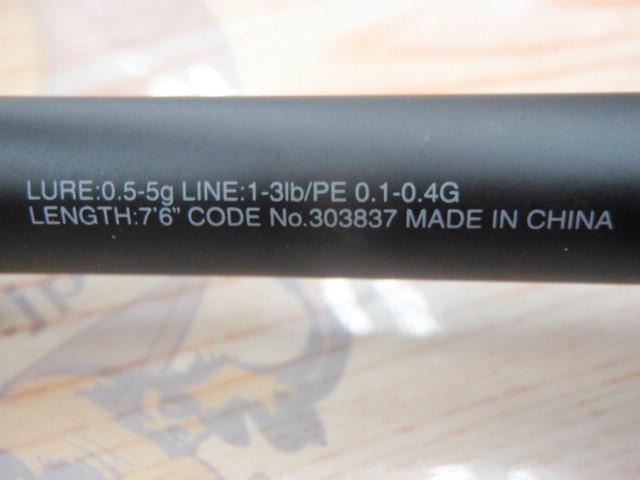 LURE:0.5-5g LINE:1-3lb/PE 0.1-0.4G
LENGTH:7'6" CODE No.303837 MADE IN CHINA